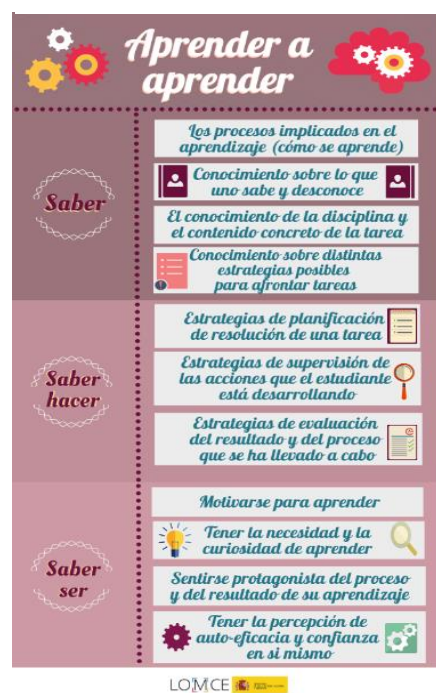 Aprender a
aprender
Saber
Los procesos implicados en el
aprendizaje (cómo se aprende)
Conocimiento sobre lo que
uno sabe y desconoce
El conocimiento de la disciplina y
el contenido concreto de la tarea
Conocimiento sobre distintas
estrategias posibles
para afrontar tareas
Saber
hacer
Estrategias de planificación
de resolución de una tarea
Estrategias de supervisión de
las acciones que el estudiante
está desarrollando
Estrategias de evaluación
del resultado y del proceso
que se ha llevado a cabo
Saber
ser
Motivarse para aprender
Tener la necesidad y la
curiosidad de aprender
Sentirse protagonista del proceso
y del resultado de su aprendizaje
Tener la percepción de
auto-eficacia y confianza
en si mismo
LOMCE